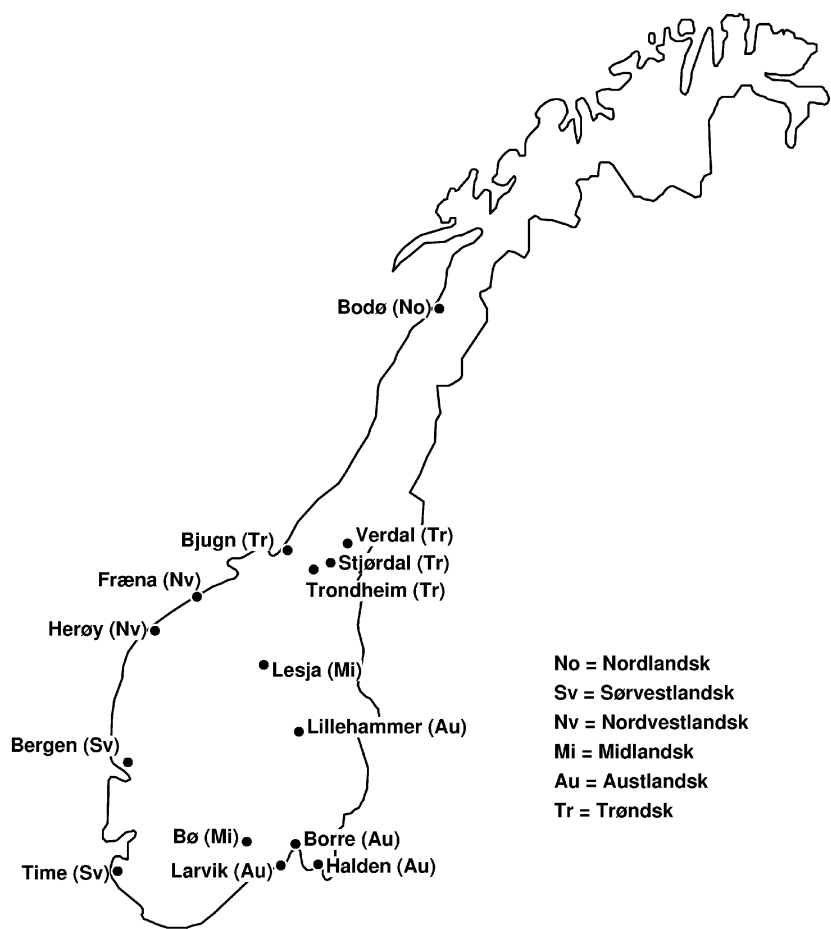 Bodø (No)
Verdal (Tr)
Bjugn (Tr)
Stjørdal (Tr)
Fræna (Nv)
Trondheim (Tr)
Herøy (Nv)
Lesja (Mi)
Lillehammer (Au)
Bergen (Sv)
Bø (Mi)
Borre (Au)
Larvik (Au)
Halden (Au)
Time (Sv)
No = Nordlandsk
Sv = Sørvestlandsk
Nv = Nordvestlandsk
Mi = Midlandsk
Au = Austlandsk
Tr = Trøndsk